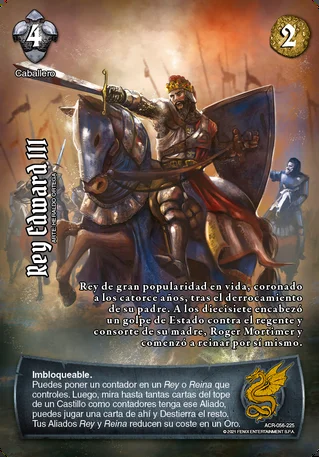 4
2
Caballero
Rey Edward III
ARTE: HERALDO ORTEGA
Rey de gran popularidad en vida, coronado
a los catorce años, tras el derrocamiento
de su padre. A los diecisiete encabezó
un golpe de Estado contra el regente y
consorte de su madre, Roger Mortimer y
comenzó a reinar por sí mismo.
Imbloqueable.
Puedes poner un contador en un Rey o Reina que
controles. Luego, mira hasta tantas cartas del tope
de un Castillo como contadores tenga ese Aliado,
puedes jugar una carta de ahí y Destierra el resto.
Tus Aliados Rey y Reina reducen su coste en un Oro.
ACR-056-225
© 2021 FENIX ENTERTAINMENT S.P.A.